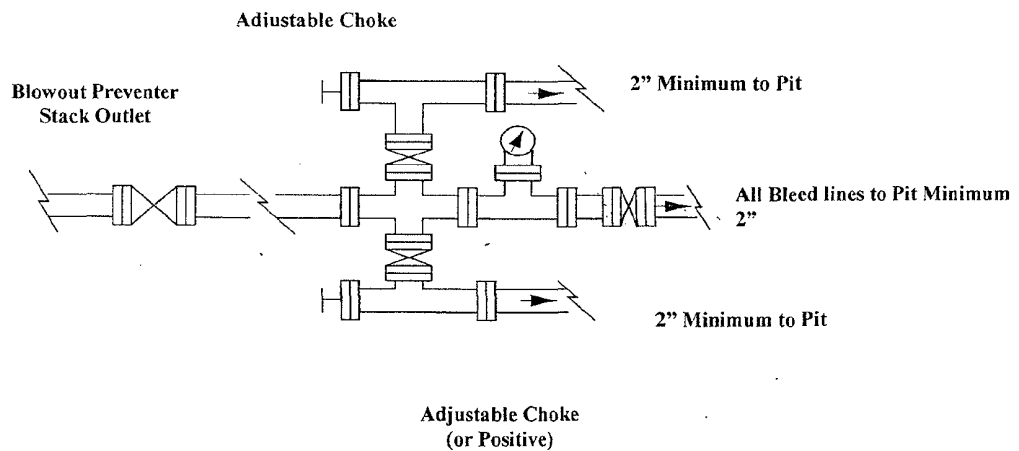 Adjustable Choke
Blowout Preventer
Stack Outlet
2” Minimum to Pit
All Bleed lines to Pit Minimum
2”
2” Minimum to Pit
Adjustable Choke
(or Positive)